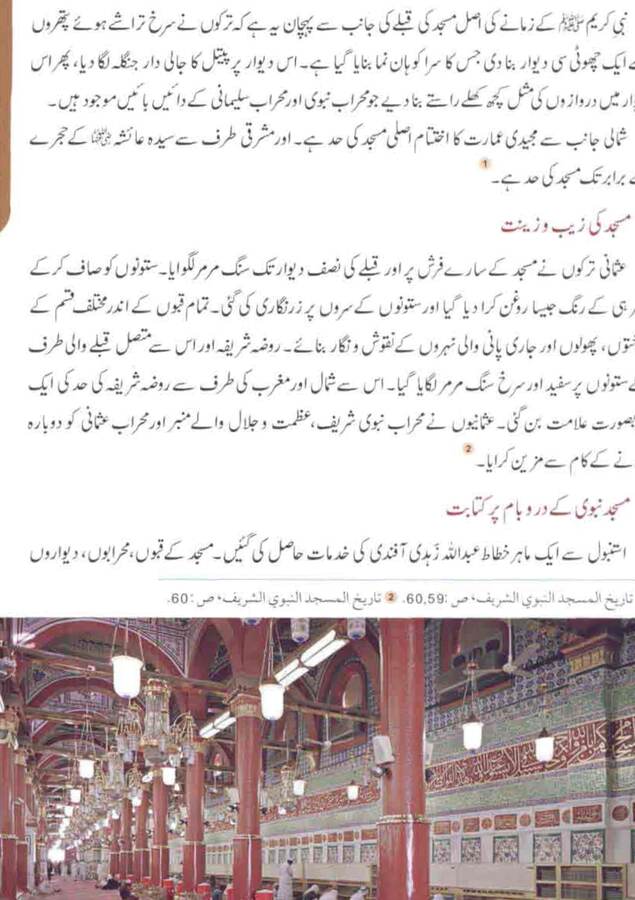 نبی کریم ﷺ کے زمانے کی اصل مسجد کی قبلے کی جانب سے پہچان یہ ہے کہ ترکوں نے سرخ تراشے ہوئے پتھروں
ایک چھوٹی سی دیوار بنا دی جس کا سرا کوہان نما بنایا گیا ہے۔ اس دیوار پر پیتل کا جالی دار جنگلہ لگا دیا، پھر اس
میں دروازوں کی مثل کچھ کھلے راستے بنا دیے جو محراب نبوی اور محراب سلیمانی کے دائیں بائیں موجود ہیں۔
شمالی جانب سے مجیدی عمارت کا اختتام اصلی مسجد کی حد ہے۔ اور مشرقی طرف سے سیدہ عائشہ ؓ کے حجرے
برابر تک مسجد کی حد ہے۔ 1
مسجد کی زیب و زینت
عثمانی ترکوں نے مسجد کے سارے فرش پر اور قبلے کی نصف دیوار تک سنگ مرمر لگوایا۔ ستونوں کو صاف کر کے
ہی کے رنگ جیسا روغن کرا دیا گیا اور ستونوں کے سروں پر زرنگاری کی گئی۔ تمام قبوں کے اندر مختلف قسم کے
پھولوں اور جاری پانی والی نہروں کے نقوش و نگار بنائے۔ روضہ شریفہ اور اس سے متصل قبلے والی طرف
ستونوں پر سفید اور سرخ سنگ مرمر لگایا گیا۔ اس سے شمال اور مغرب کی طرف سے روضہ شریفہ کی حد کی ایک
علامت بن گئی۔ عثمانیوں نے محراب نبوی شریف، عظمت و جلال والے منبر اور محراب عثمانی کو دوبارہ
کے کام سے مزین کرایا۔ 2
مسجد نبوی کے در و بام پر کتابت
استنبول سے ایک ماہر خطاط عبداللہ زہدی آفندی کی خدمات حاصل کی گئیں۔ مسجد کے قبوں، محرابوں، دیواروں
تاریخ المسجد النبوي الشریف، ص: 60,59. 2 تاریخ المسجد النبوي الشریف، ص: 60.